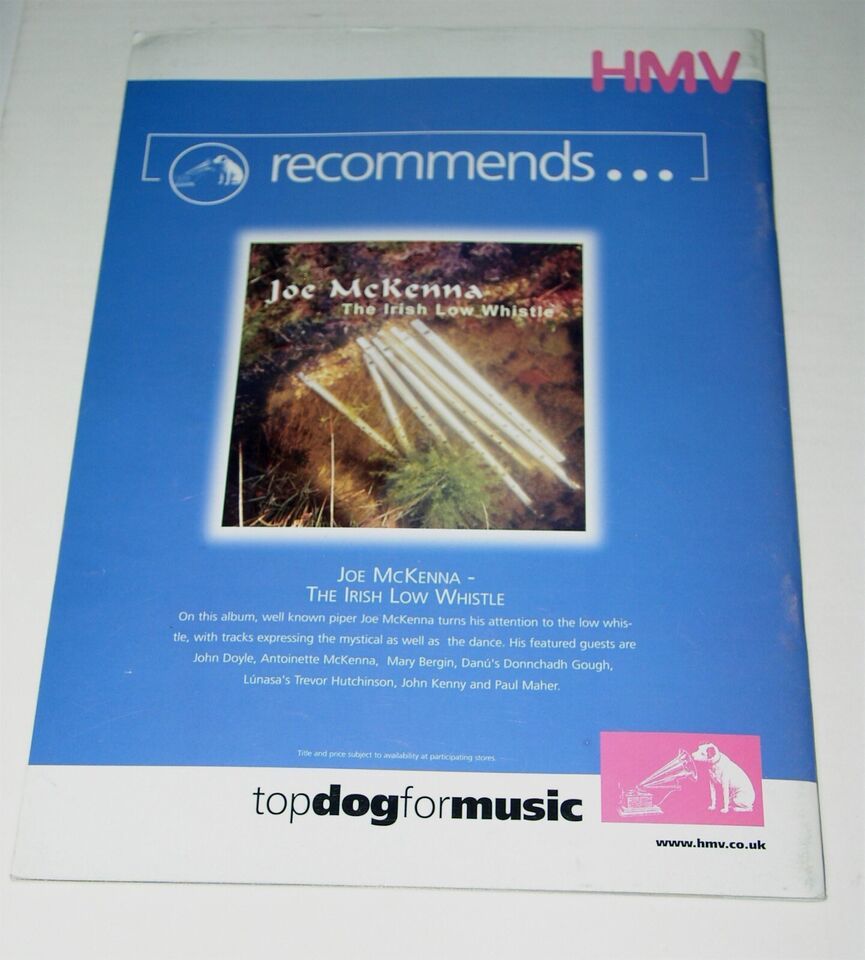 HMV
recommends...
Joe McKenna
The Irish Low Whistle
JOE MCKENNA -
THE IRISH LOW WHISTLE
On this album, well known piper Joe McKenna turns his attention to the low whis-
tle, with tracks expressing the mystical as well as the dance. His featured guests are
John Doyle, Antoinette McKenna, Mary Bergin, Danú's Donnchadh Gough,
Lúnasa's Trevor Hutchinson, John Kenny and Paul Maher.
Title and price subject to availability at participating stores.
topdogformusic
www.hmv.co.uk